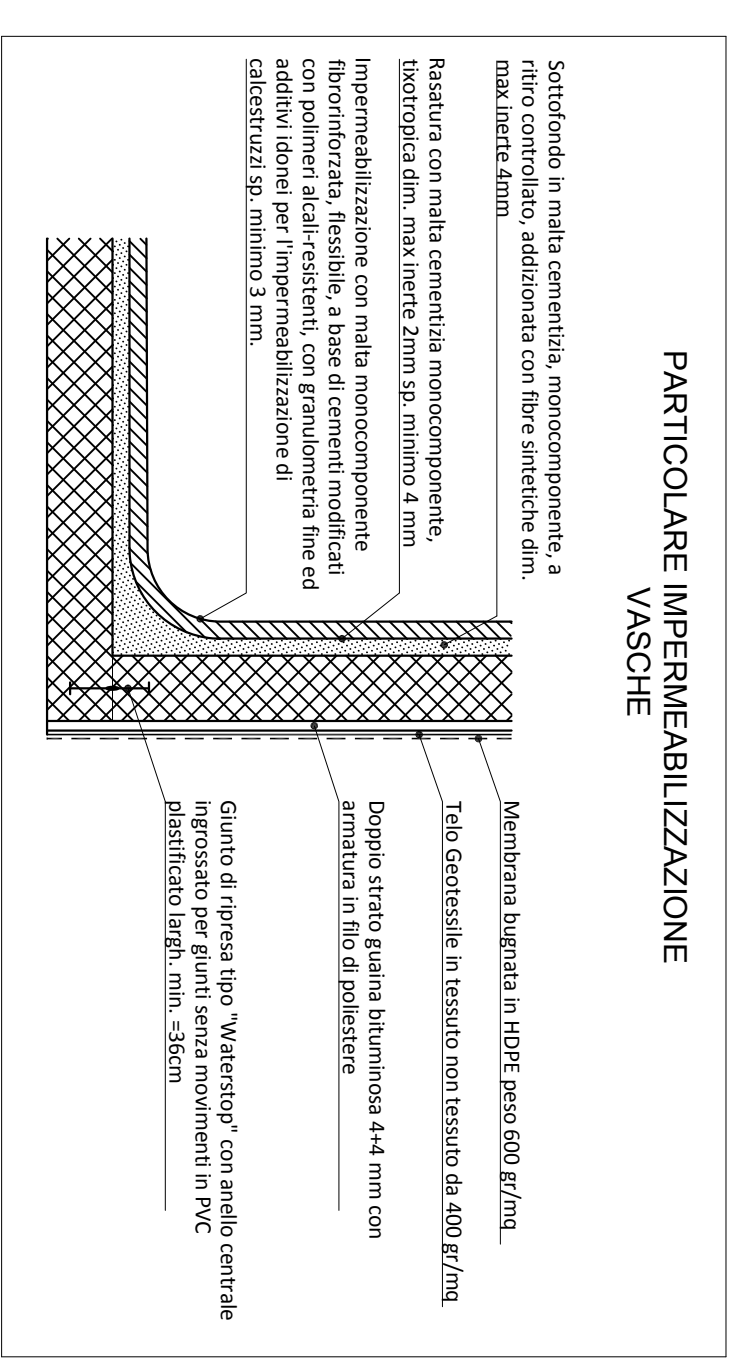 PARTICOLARE IMPERMEABILIZZAZIONE
VASCHE
Sottofondo in malta cementizia, monocomponente, a
ritiro controllato, addizionata con fibre sintetiche dim.
max inerte 4mm
Rasatura con malta cementizia monocomponente,
tixotropica dim. max inerte 2mm sp. minimo 4 mm
Impermeabilizzazione con malta monocomponente
fibrorinforzata, flessibile, a base di cementi modificati
con polimeri alcali-resistenti, con granulometria fine ed
additivi idonei per l'impermeabilizzazione di
calcestruzzi sp. minimo 3 mm.
Membrana bugnata in HDPE peso 600 gr/mq
Telo Geotessile in tessuto non tessuto da 400 gr/mq
Doppio strato guaina bituminosa 4+4 mm con
armatura in filo di poliestere
Giunto di ripresa tipo "Waterstop" con anello centrale
ingrossato per giunti senza movimenti in PVC
plastificato largh. min. =36cm